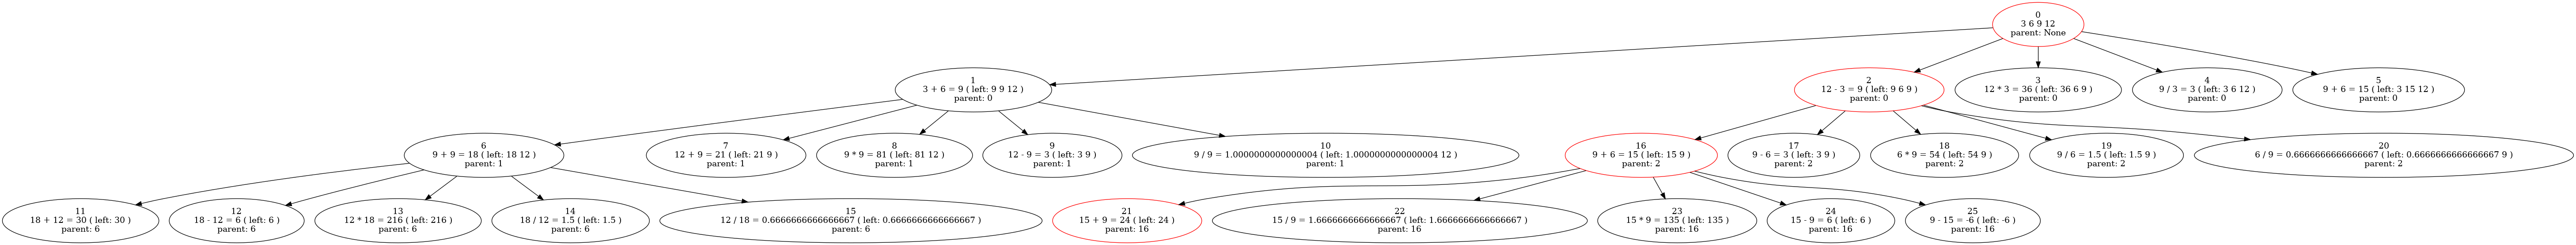 0
3 6 9 12
parent: None
1
3 + 6 = 9 ( left: 9 9 12 )
parent: 0
2
12 - 3 = 9 ( left: 9 6 9 )
parent: 0
3
12 * 3 = 36 ( left: 36 6 9 )
parent: 0
4
9 / 3 = 3 ( left: 3 6 12 )
parent: 0
5
9 + 6 = 15 ( left: 3 15 12 )
parent: 0
6
9 + 9 = 18 ( left: 18 12 )
parent: 1
7
12 + 9 = 21 ( left: 21 9 )
parent: 1
8
9 * 9 = 81 ( left: 81 12 )
parent: 1
9
12 - 9 = 3 ( left: 3 9 )
parent: 1
10
9 / 9 = 1.0000000000000004 ( left: 1.0000000000000004 12 )
parent: 1
16
9 + 6 = 15 ( left: 15 9 )
parent: 2
17
9 - 6 = 3 ( left: 3 9 )
parent: 2
18
6 * 9 = 54 ( left: 54 9 )
parent: 2
19
9 / 6 = 1.5 ( left: 1.5 9 )
parent: 2
20
6 / 9 = 0.6666666666666667 ( left: 0.6666666666666667 9 )
parent: 2
11
18 + 12 = 30 ( left: 30 )
parent: 6
12
18 - 12 = 6 ( left: 6 )
parent: 6
13
12 * 18 = 216 ( left: 216 )
parent: 6
14
18 / 12 = 1.5 ( left: 1.5 )
parent: 6
15
12 / 18 = 0.6666666666666667 ( left: 0.6666666666666667 )
parent: 6
21
15 + 9 = 24 ( left: 24 )
parent: 16
22
15 / 9 = 1.6666666666666667 ( left: 1.6666666666666667 )
parent: 16
23
15 * 9 = 135 ( left: 135 )
parent: 16
24
15 - 9 = 6 ( left: 6 )
parent: 16
25
9 - 15 = -6 ( left: -6 )
parent: 16